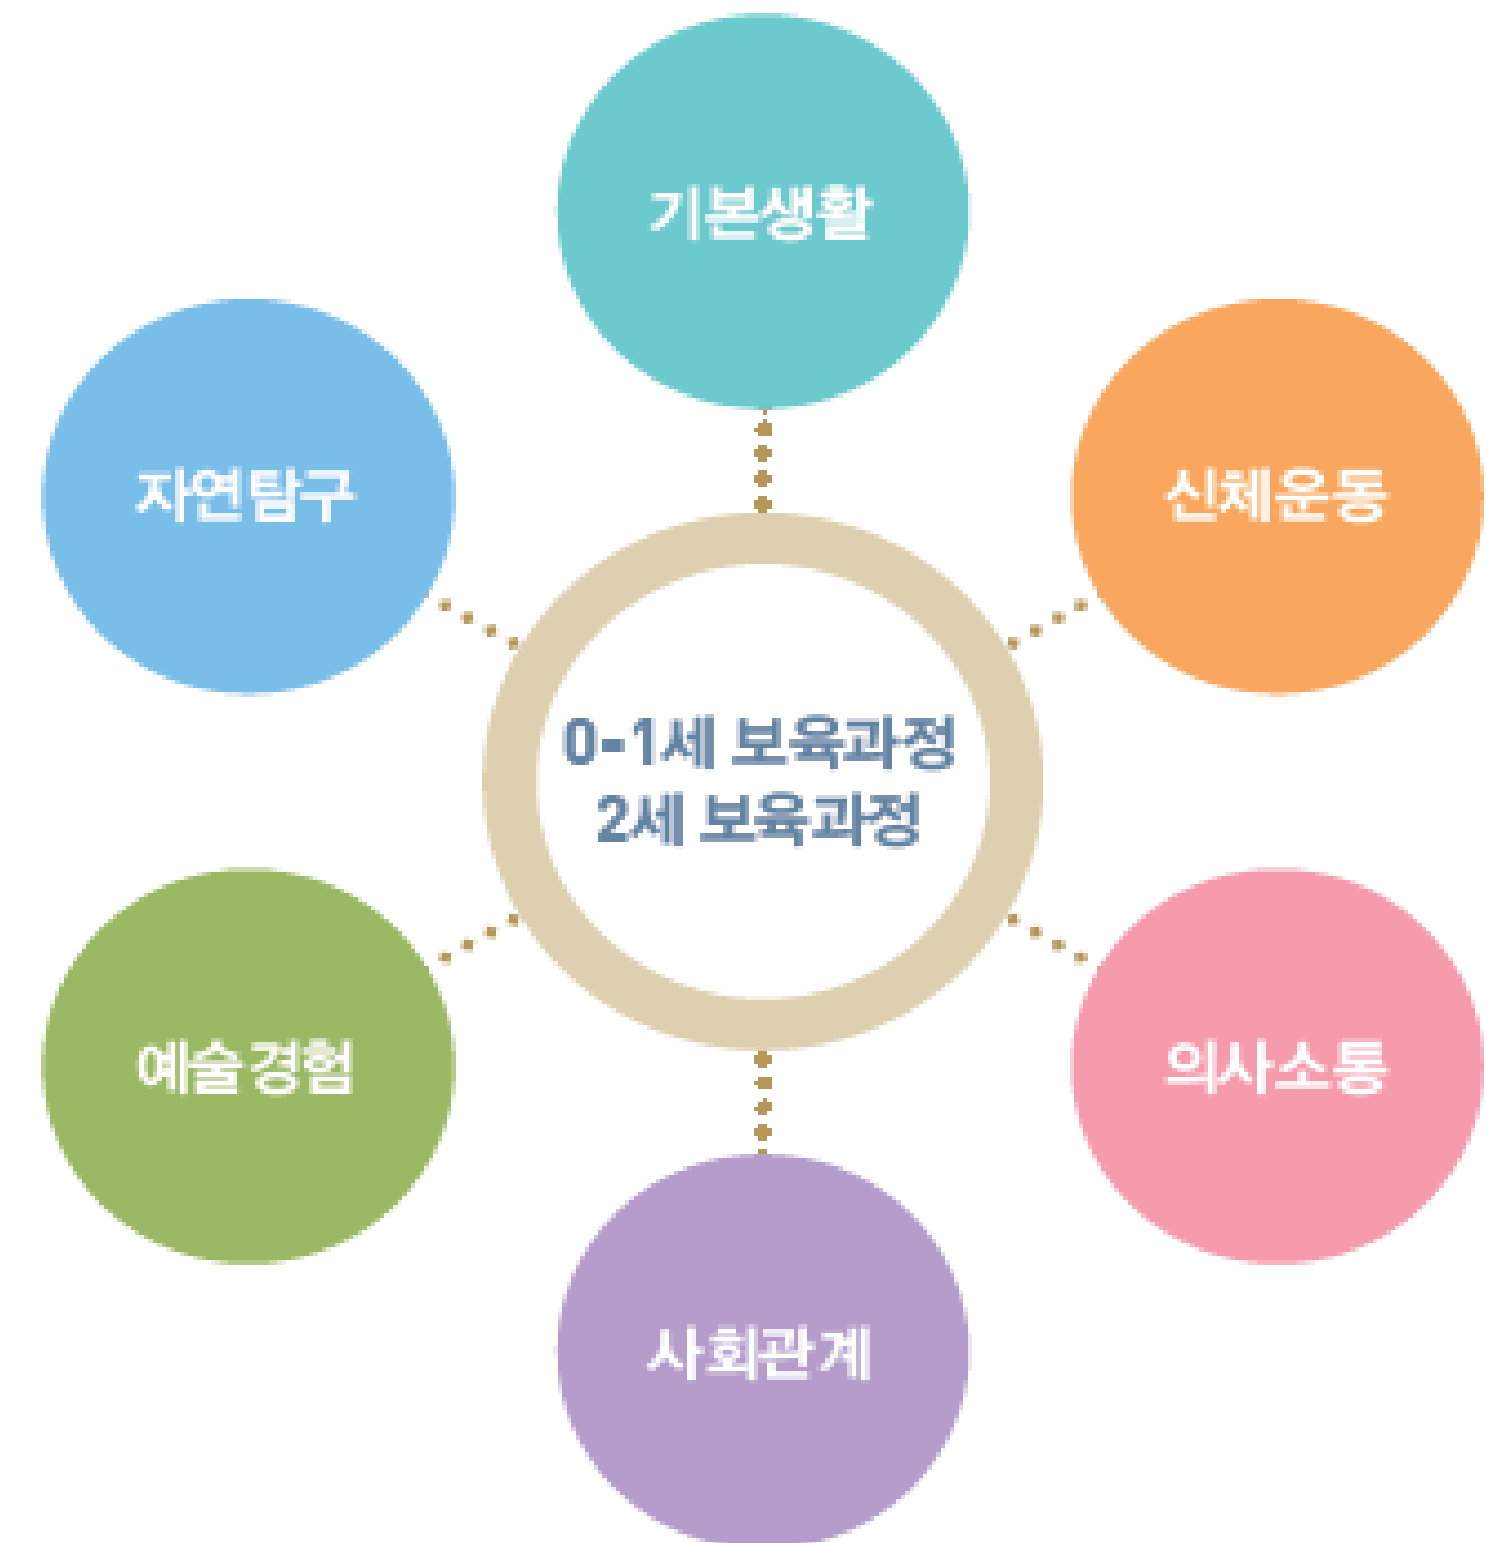 기본생활
자연탐구
신체운동
0-1세 보육과정
2세 보육과정
예술경험
의사소통
사회관계